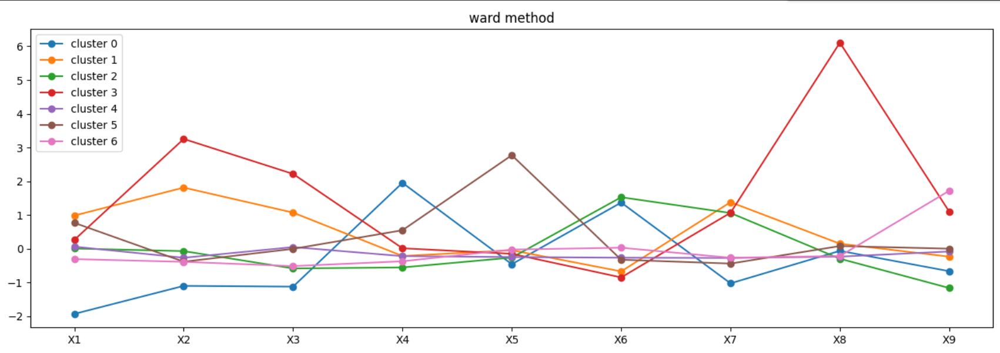 ward method
cluster 0
cluster 1
cluster 2
cluster 3
cluster 4
cluster 5
cluster 6
6
5
4
3
2
1
0
−1
−2
X1 X2 X3 X4 X5 X6 X7 X8 X9